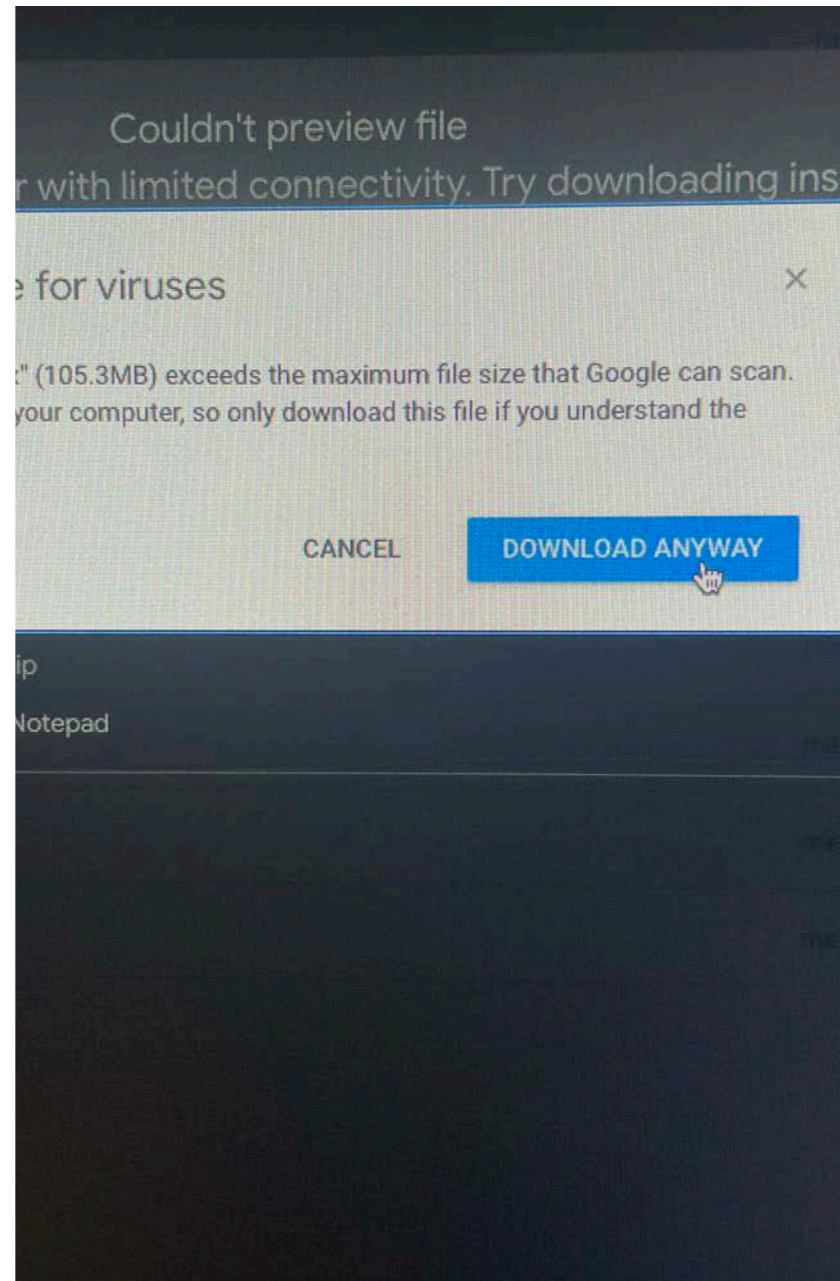 Couldn't preview file
r with limited connectivity. Try downloading ins
e for viruses
" (105.3MB) exceeds the maximum file size that Google can scan.
your computer, so only download this file if you understand the
CANCEL
DOWNLOAD ANYWAY
ip
Notepad